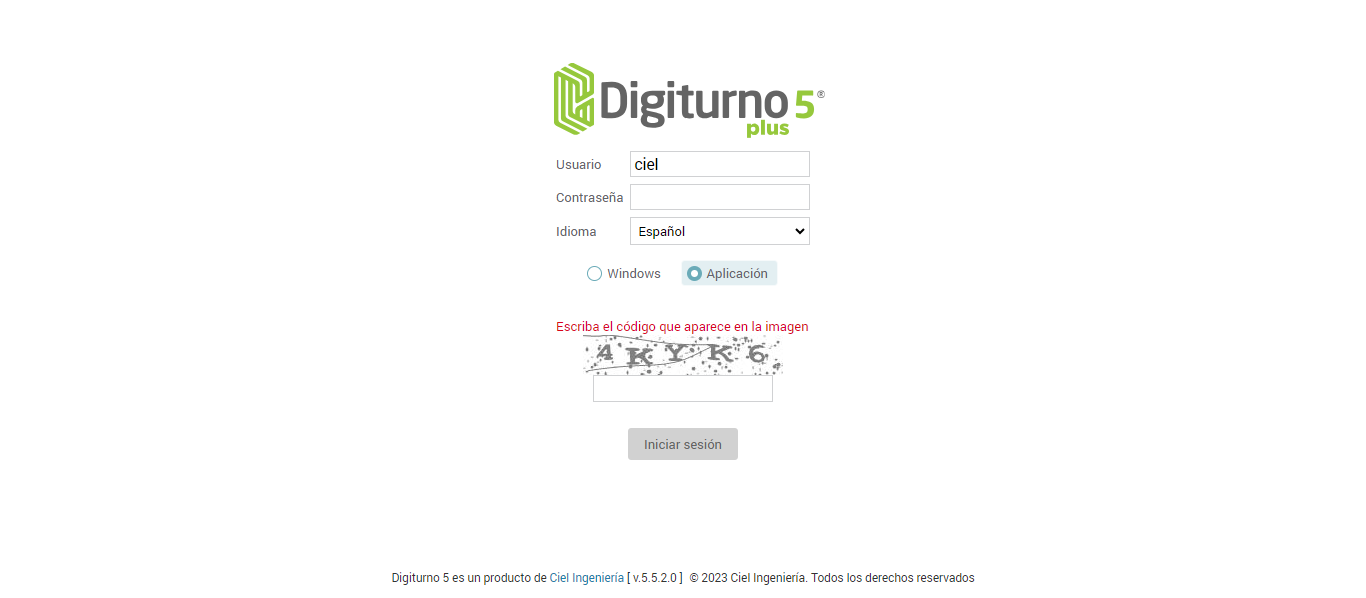 Digiturno 5®
plus
Usuario ciel
Contraseña
Idioma Español
Windows Aplicación
Escriba el código que aparece en la imagen
4KYK6
Iniciar sesión
Digiturno 5 es un producto de Ciel Ingeniería [ v.5.5.2.0 ] © 2023 Ciel Ingeniería. Todos los derechos reservados